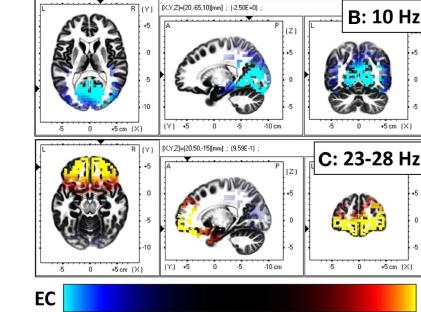 L R (Y) [X,Y,Z]=(20,-65,10)[mm] ; (-2.50E+0) ; B: 10 Hz
A P (Z) L
+5 +5 +5
0 0 0
-5 -5 -5
-10
-5 0 +5 cm (X) (Y) +5 0 -5 -10 cm -5 0 +5 cm (X)
L R (Y) [X,Y,Z]=(20,50,-15)[mm] ; (9.59E-1) ; C: 23-28 Hz
A P (Z) L
+5 +5 +5
0 0 0
-5 -5 -5
-10
-5 0 +5 cm (X) (Y) +5 0 -5 -10 cm -5 0 +5 cm (X)
EC